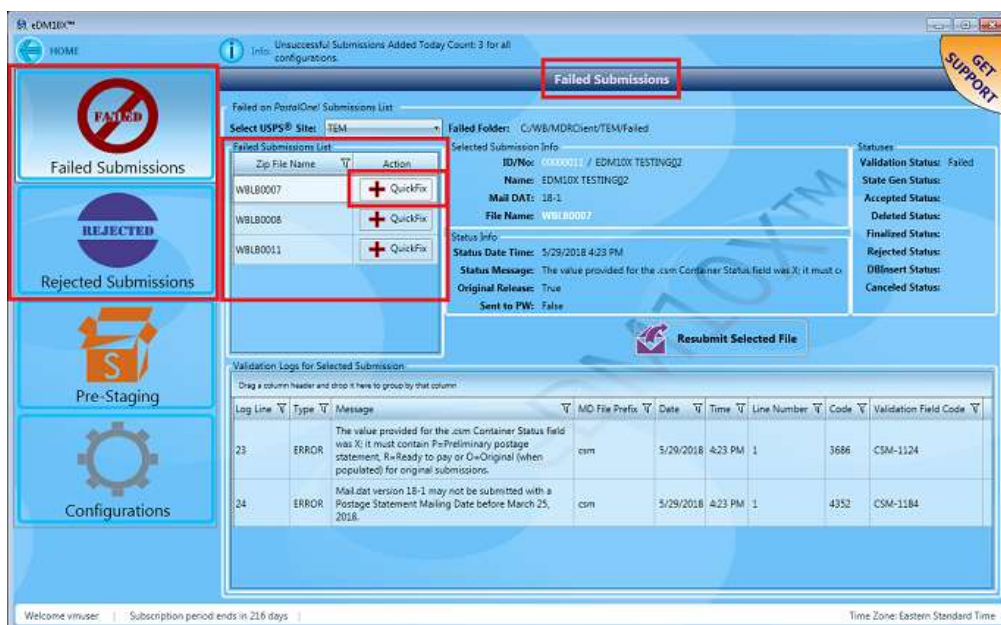 eDM10X™
HOME
Info: Unsuccessful Submissions Added Today Count: 3 for all
configurations.
GET
SUPPORT
Failed Submissions
FAILED
Failed Submissions
REJECTED
Rejected Submissions
S
Pre-Staging
Configurations
Failed on PostalOne! Submissions List
Select USPS® Site: TEM
Failed Folder: C:/WB/MDRClient/TEM/Failed
Failed Submissions List
Zip File Name Action
WBLB0007 QuickFix
WBLB0008 QuickFix
WBLB0011 QuickFix
Selected Submission Info
ID/No: 00000011 / EDM10X TESTING02
Name: EDM10X TESTING02
Mail DAT: 18-1
File Name: WBLB0007
Status Info
Status Date Time: 5/29/2018 4:23 PM
Status Message: The value provided for the .csm Container Status field was X; it must co
Original Release: True
Sent to PW: False
Statuses
Validation Status: Failed
State Gen Status:
Accepted Status:
Deleted Status:
Finalized Status:
Rejected Status:
DBInsert Status:
Canceled Status:
Resubmit Selected File
EDM10X™
Validation Logs for Selected Submission
Drag a column header and drop it here to group by that column
Log Line Type Message MD File Prefix Date Time Line Number Code Validation Field Code
23 ERROR The value provided for the .csm Container Status field
was X; it must contain P=Preliminary postage
statement, R=Ready to pay or O=Original (when
populated) for original submissions.
csm 5/29/2018 4:23 PM 1 3686 CSM-1124
24 ERROR Mail.dat version 18-1 may not be submitted with a
Postage Statement Mailing Date before March 25,
2018.
csm 5/29/2018 4:23 PM 1 4352 CSM-1184
Welcome vmuser | Subscription period ends in 216 days |
Time Zone: Eastern Standard Time